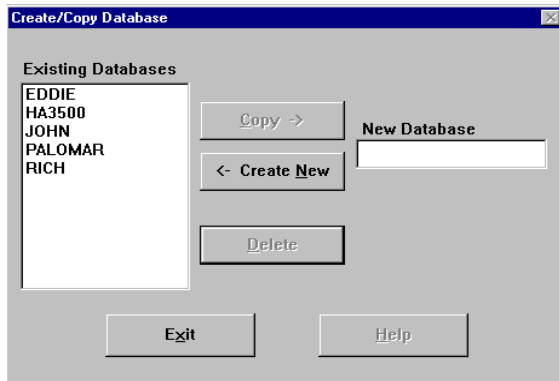 Create/Copy Database
Existing Databases
EDDIE
HA3500
JOHN
PALOMAR
RICH
Copy ->
<- Create New
Delete
New Database
Exit
Help